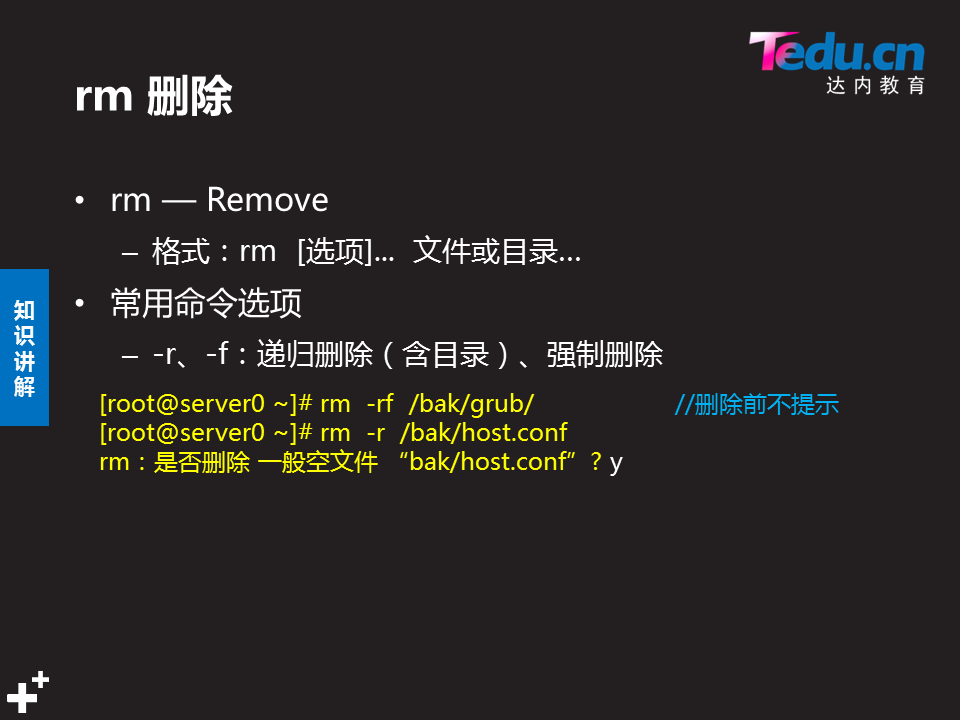 Tedu.cn
达内教育
rm 删除
• rm — Remove
– 格式：rm [选项]... 文件或目录…
• 常用命令选项
– -r、-f：递归删除（含目录）、强制删除
知识讲解
[root@server0 ~]# rm -rf /bak/grub/ //删除前不提示
[root@server0 ~]# rm -r /bak/host.conf
rm：是否删除 一般空文件 “bak/host.conf”? y